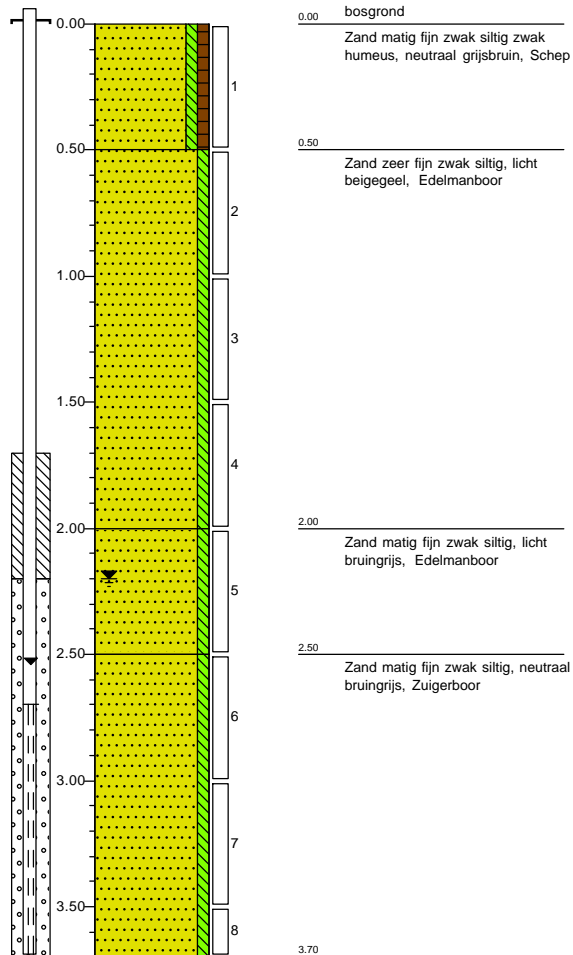 bosgrond
0.00
0.00
Zand matig fijn zwak siltig zwak
humeus, neutraal grijsbruin, Schep
1
0.50
0.50
Zand zeer fijn zwak siltig, licht
beigegeel, Edelmanboor
2
1.00
3
1.50
4
2.00
2.00
Zand matig fijn zwak siltig, licht
bruingrijs, Edelmanboor
5
2.50
2.50
Zand matig fijn zwak siltig, neutraal
bruingrijs, Zuigerboor
6
3.00
7
3.50
8
3.70